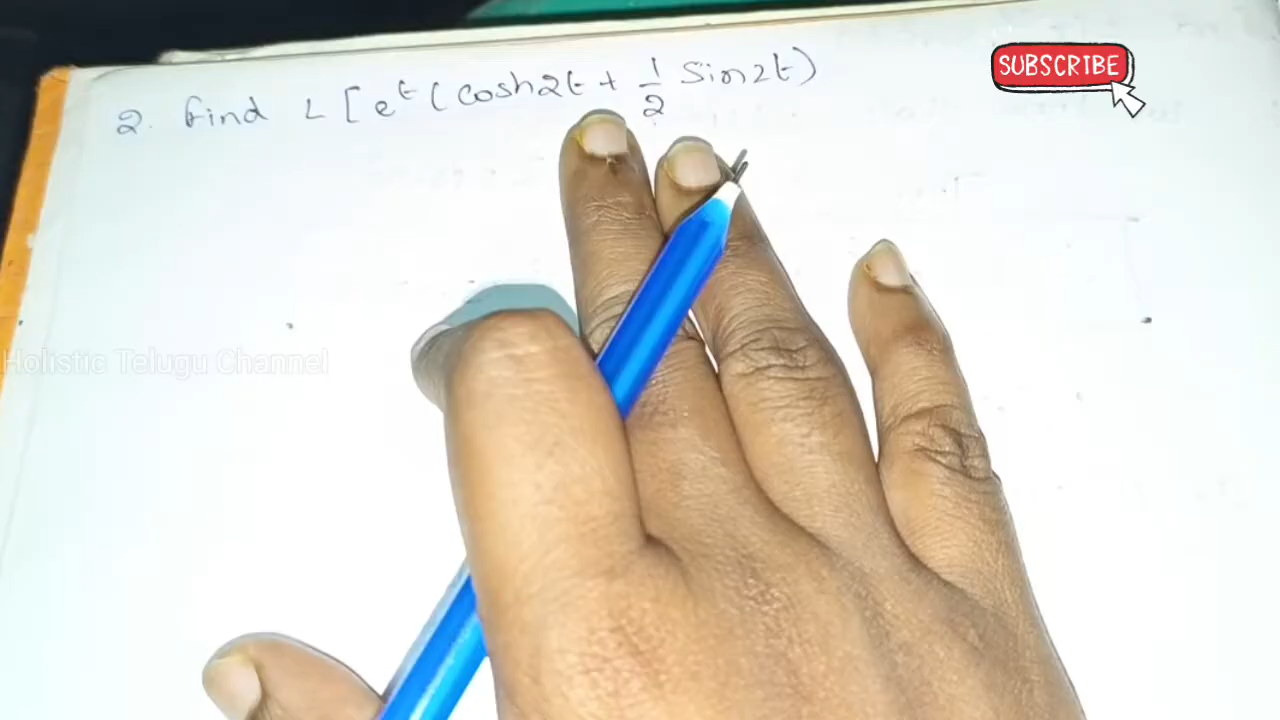 2. Find L [e^t (cosh2t + 1/2 Sin2t)
SUBSCRIBE
Holistic Telugu Channel